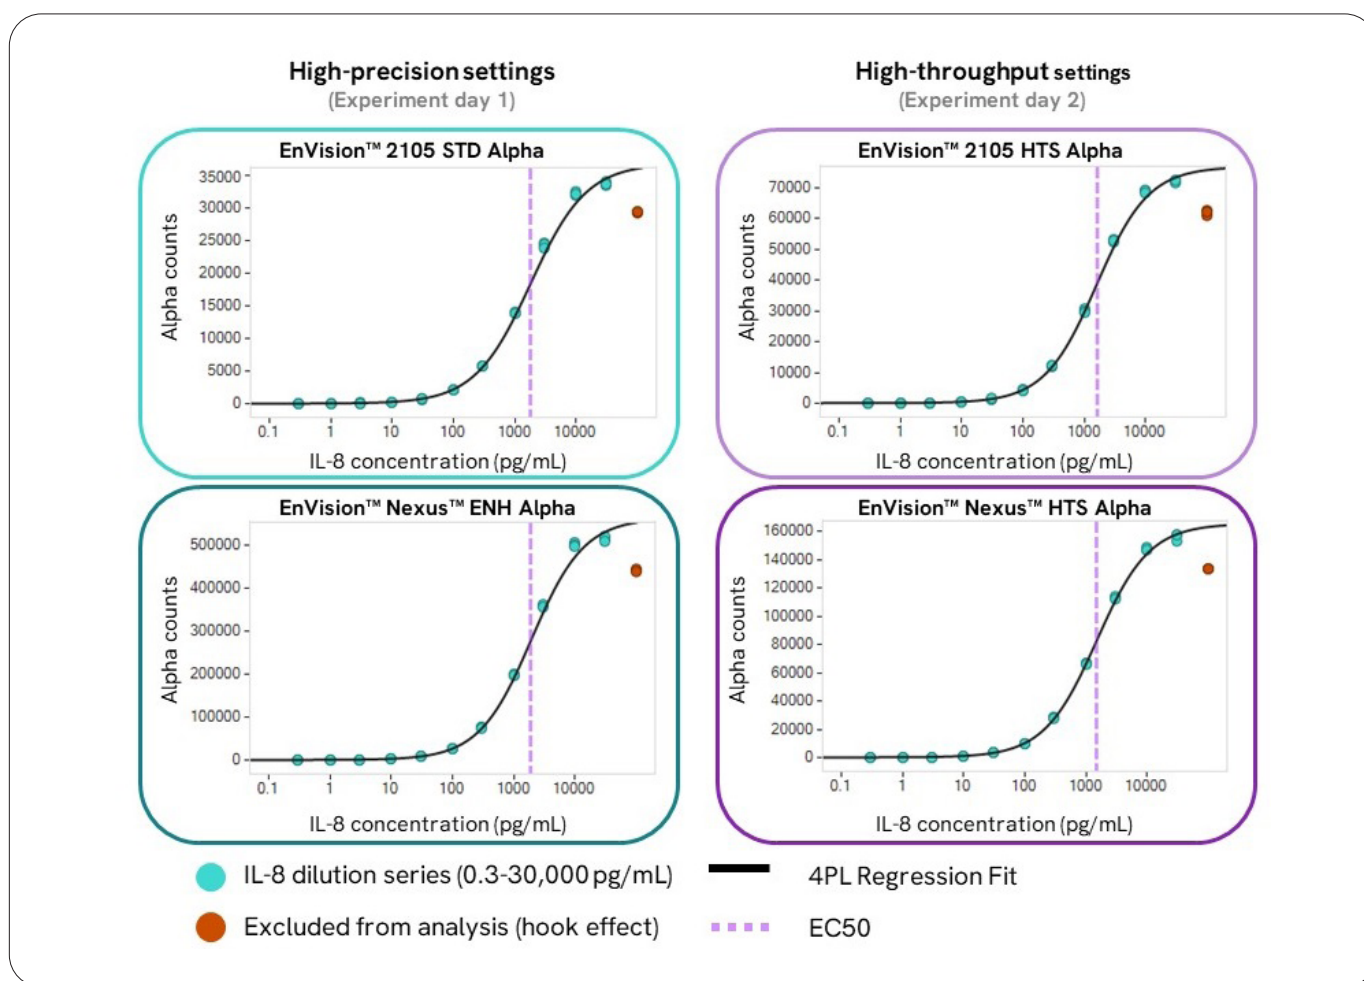 High-precision settings
(Experiment day 1)
High-throughput settings
(Experiment day 2)
EnVision™ 2105 STD Alpha
Alpha counts
35000
30000
25000
20000
15000
10000
5000
0
0.1 1 10 100 1000 10000
IL-8 concentration (pg/mL)
EnVision™ 2105 HTS Alpha
Alpha counts
70000
60000
50000
40000
30000
20000
10000
0
0.1 1 10 100 1000 10000
IL-8 concentration (pg/mL)
EnVision™ Nexus™ ENH Alpha
Alpha counts
500000
400000
300000
200000
100000
0
0.1 1 10 100 1000 10000
IL-8 concentration (pg/mL)
EnVision™ Nexus™ HTS Alpha
Alpha counts
160000
140000
120000
100000
80000
60000
40000
20000
0
0.1 1 10 100 1000 10000
IL-8 concentration (pg/mL)
IL-8 dilution series (0.3-30,000 pg/mL)
4PL Regression Fit
Excluded from analysis (hook effect)
EC50